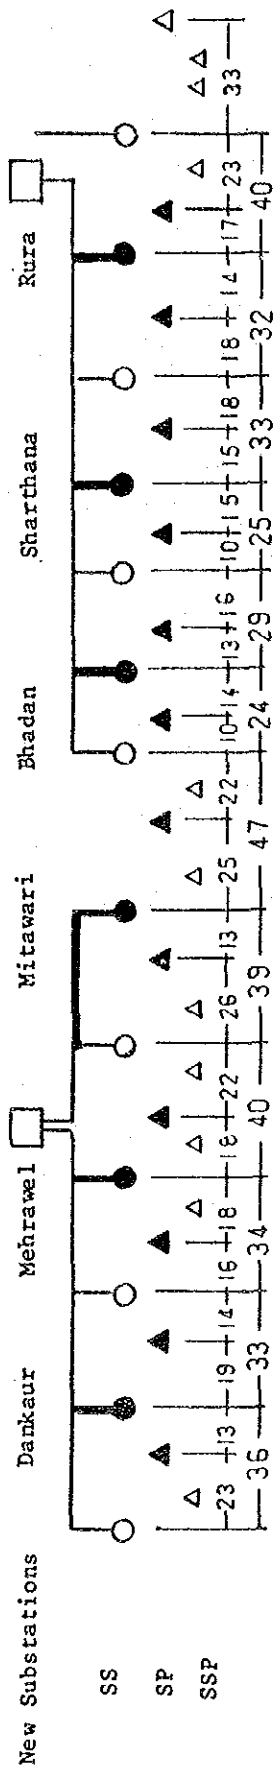 New Substations Dankaur Mehrawel Mitawari Bhadan Sharthana Rura
SS
SP
SSP
23 13 19 14 16 18 18 22 26 13 25 22 10 14 13 16 10 15 15 18 18 14 17 23 33
36 33 34 40 39 47 24 29 25 33 32 40